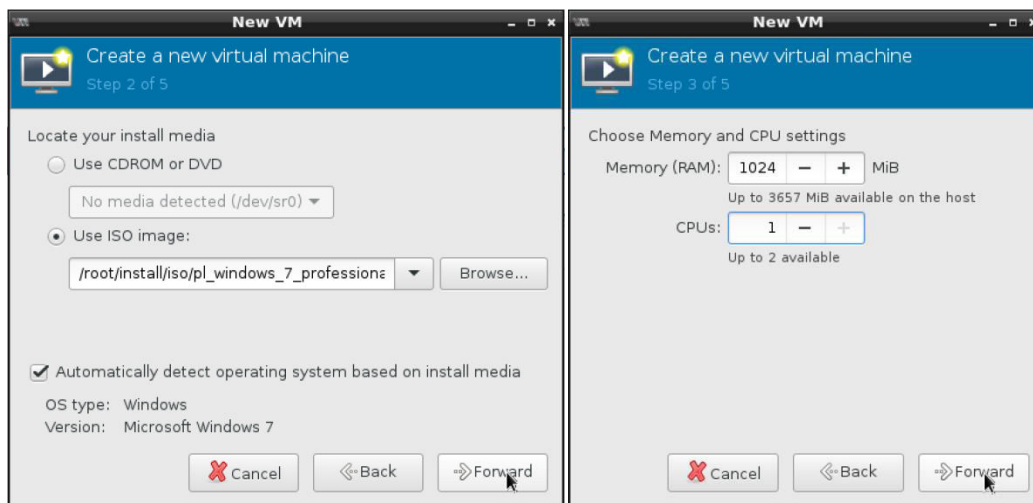 New VM
Create a new virtual machine
Step 2 of 5
Locate your install media
Use CDROM or DVD
No media detected (/dev/sr0)
Use ISO image:
/root/install/iso/pl_windows_7_professiona
Browse...
Automatically detect operating system based on install media
OS type: Windows
Version: Microsoft Windows 7
Cancel
Back
Forward
New VM
Create a new virtual machine
Step 3 of 5
Choose Memory and CPU settings
Memory (RAM): 1024 − + MiB
Up to 3657 MiB available on the host
CPUs: 1 − +
Up to 2 available
Cancel
Back
Forward